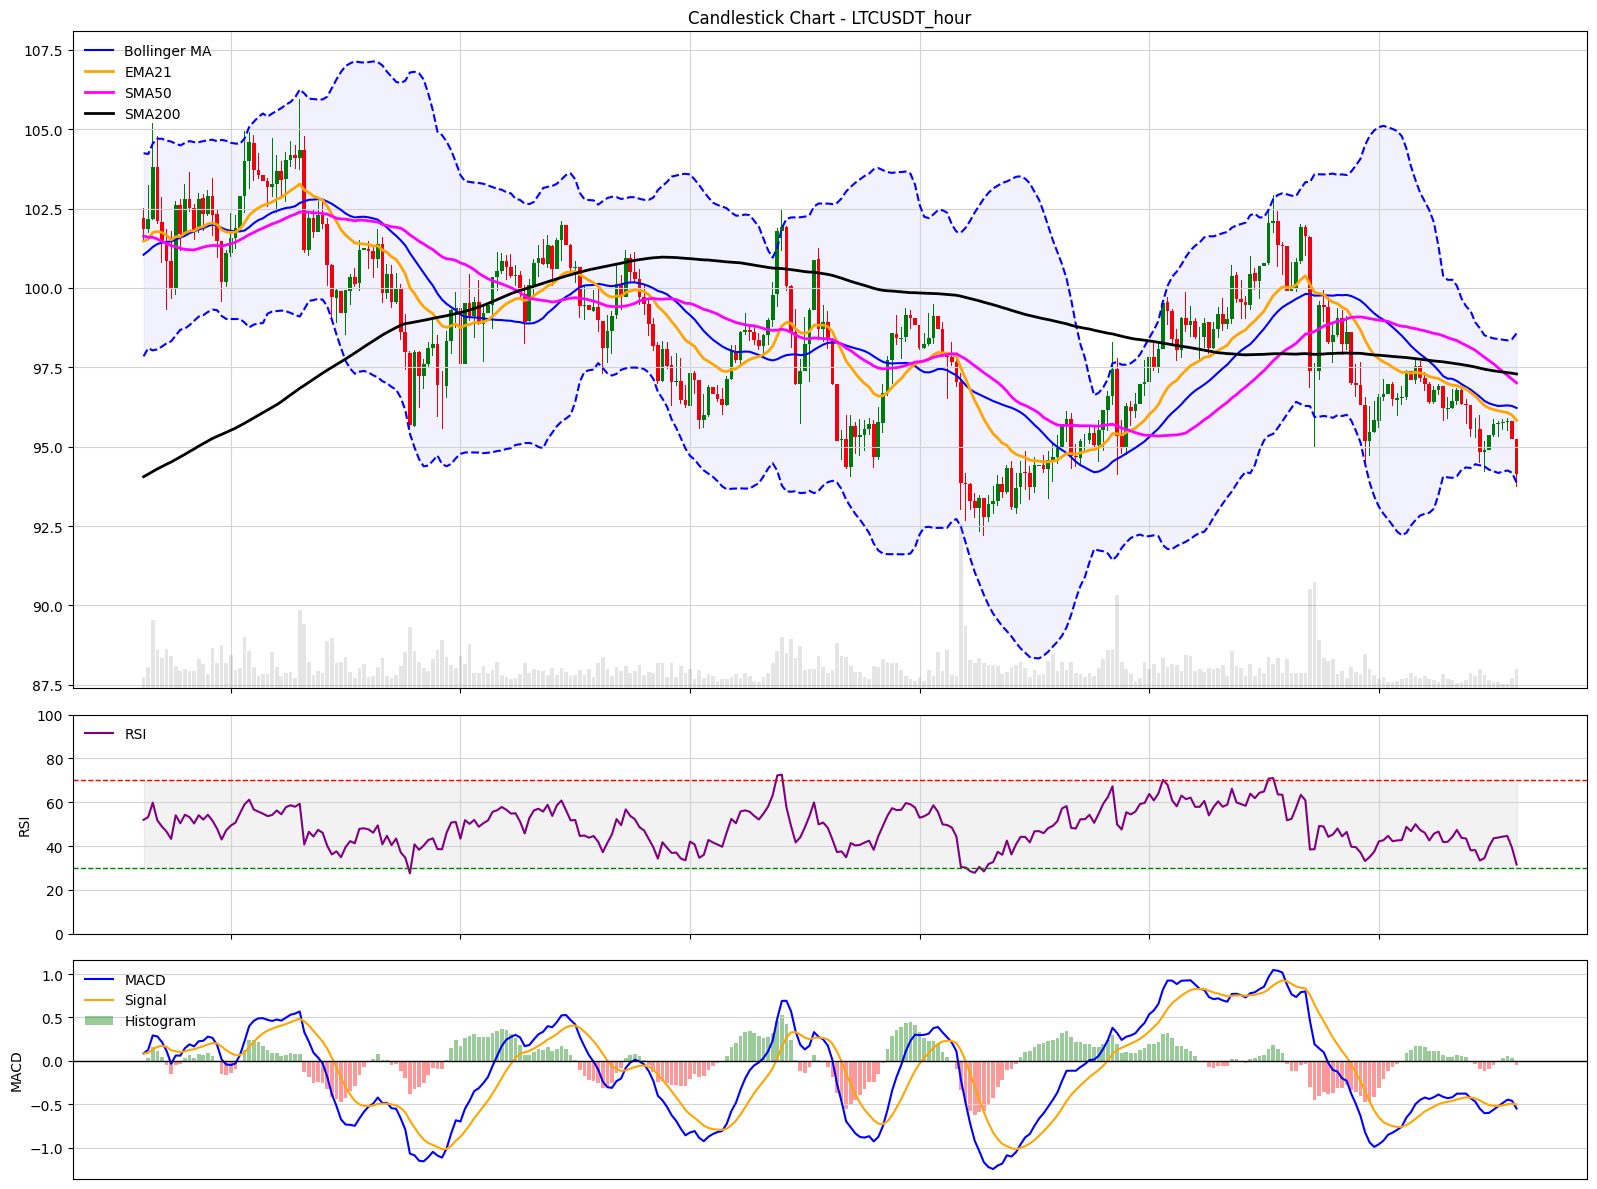 Candlestick Chart - LTCUSDT_hour
107.5
105.0
102.5
100.0
97.5
95.0
92.5
90.0
87.5
Bollinger MA
EMA21
SMA50
SMA200
100
80
60
40
20
0
RSI
RSI
1.0
0.5
0.0
−0.5
−1.0
MACD
MACD
Signal
Histogram